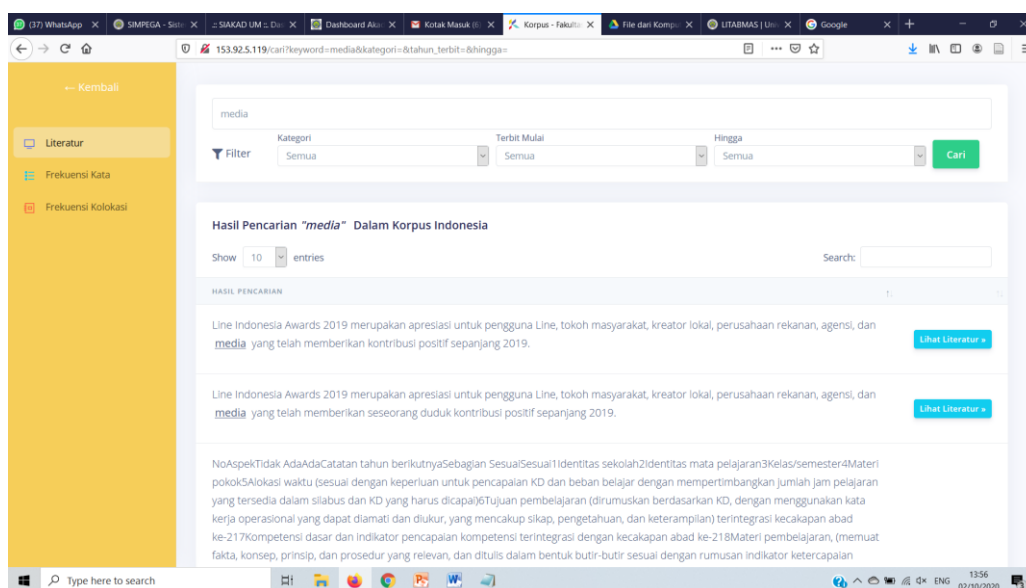 (37) WhatsApp
SIMPEGA - Siste
.:: SIAKAD UM ::. Da
Dashboard Akad
Kotak Masuk (6)
Korpus - Fakulta
File dari Komput
LITABMAS | Uni
Google
153.92.5.119/cari?keyword=media&kategori=&tahun_terbit=&hingga=
← Kembali
Literatur
Frekuensi Kata
Frekuensi Kolokasi
media
Filter
Kategori
Semua
Terbit Mulai
Semua
Hingga
Semua
Cari
Hasil Pencarian "media" Dalam Korpus Indonesia
Show 10 entries
Search:
HASIL PENCARIAN
Line Indonesia Awards 2019 merupakan apresiasi untuk pengguna Line, tokoh masyarakat, kreator lokal, perusahaan rekanan, agensi, dan
media yang telah memberikan kontribusi positif sepanjang 2019.
Lihat Literatur »
Line Indonesia Awards 2019 merupakan apresiasi untuk pengguna Line, tokoh masyarakat, kreator lokal, perusahaan rekanan, agensi, dan
media yang telah memberikan seseorang duduk kontribusi positif sepanjang 2019.
Lihat Literatur »
NoAspekTidak AdaAdaCatatan tahun berikutnyaSebagian SesuaiSesuai1Identitas sekolah2Identitas mata pelajaran3Kelas/semester4Materi
pokok5Alokasi waktu (sesuai dengan keperluan untuk pencapaian KD dan beban belajar dengan mempertimbangkan jumlah jam pelajaran
yang tersedia dalam silabus dan KD yang harus dicapai)6Tujuan pembelajaran (dirumuskan berdasarkan KD, dengan menggunakan kata
kerja operasional yang dapat diamati dan diukur, yang mencakup sikap, pengetahuan, dan keterampilan) terintegrasi kecakapan abad
ke-217Kompetensi dasar dan indikator pencapaian kompetensi terintegrasi dengan kecakapan abad ke-218Materi pembelajaran, (memuat
fakta, konsep, prinsip, dan prosedur yang relevan, dan ditulis dalam bentuk butir-butir sesuai dengan rumusan indikator ketercapaian
Type here to search
ENG
13:56
02/10/2020